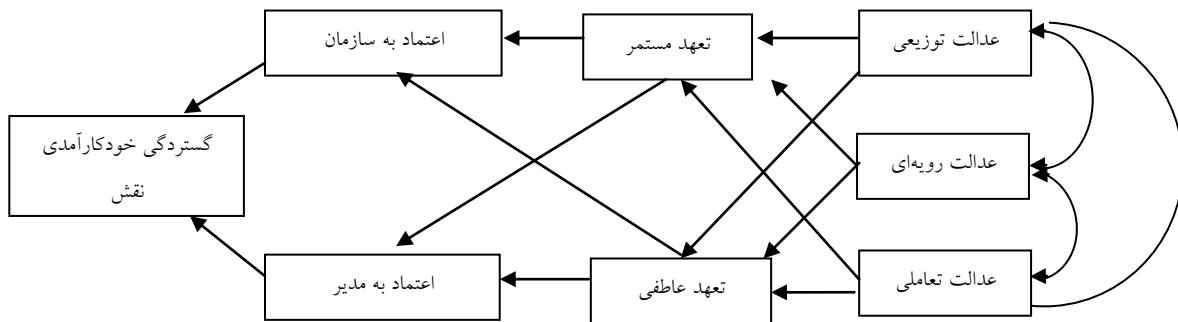 عدالت توزیعی
تعهد مستمر
اعتماد به سازمان
عدالت رویه‌ای
گستردگی خودکارآمدی
نقش
عدالت تعاملی
تعهد عاطفی
اعتماد به مدیر